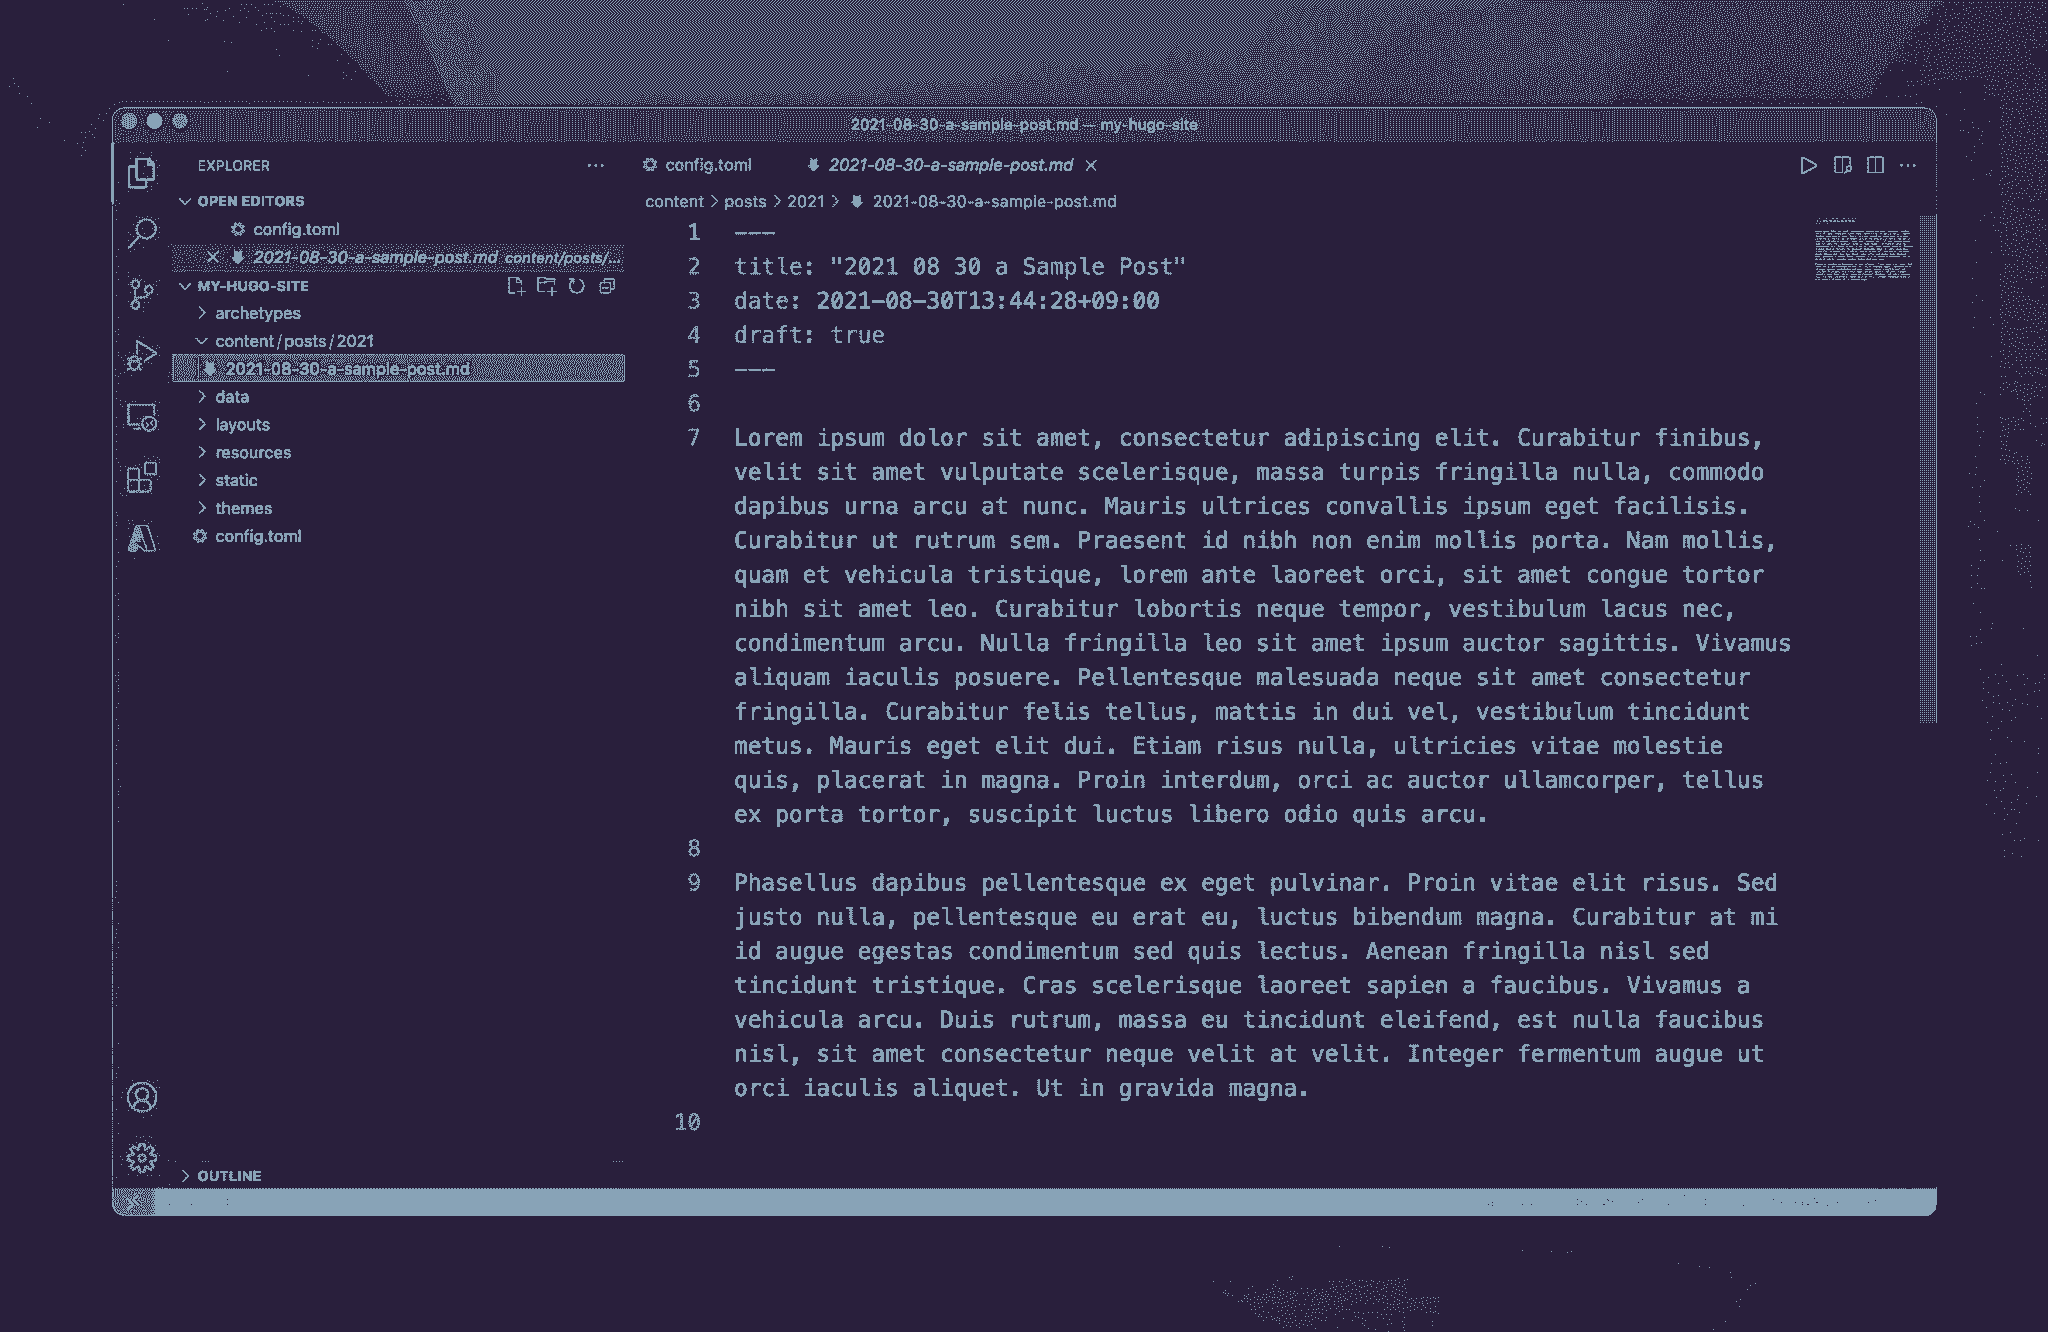 2021-08-30-a-sample-post.md — my-hugo-site
EXPLORER
OPEN EDITORS
config.toml
2021-08-30-a-sample-post.md content/posts/...
MY-HUGO-SITE
archetypes
content/posts/2021
2021-08-30-a-sample-post.md
data
layouts
resources
static
themes
config.toml
OUTLINE
config.toml
2021-08-30-a-sample-post.md
content > posts > 2021 > 2021-08-30-a-sample-post.md
1 ---
2 title: "2021 08 30 a Sample Post"
3 date: 2021-08-30T13:44:28+09:00
4 draft: true
5 ---
6
7 Lorem ipsum dolor sit amet, consectetur adipiscing elit. Curabitur finibus,
velit sit amet vulputate scelerisque, massa turpis fringilla nulla, commodo
dapibus urna arcu at nunc. Mauris ultrices convallis ipsum eget facilisis.
Curabitur ut rutrum sem. Praesent id nibh non enim mollis porta. Nam mollis,
quam et vehicula tristique, lorem ante laoreet orci, sit amet congue tortor
nibh sit amet leo. Curabitur lobortis neque tempor, vestibulum lacus nec,
condimentum arcu. Nulla fringilla leo sit amet ipsum auctor sagittis. Vivamus
aliquam iaculis posuere. Pellentesque malesuada neque sit amet consectetur
fringilla. Curabitur felis tellus, mattis in dui vel, vestibulum tincidunt
metus. Mauris eget elit dui. Etiam risus nulla, ultricies vitae molestie
quis, placerat in magna. Proin interdum, orci ac auctor ullamcorper, tellus
ex porta tortor, suscipit luctus libero odio quis arcu.
8
9 Phasellus dapibus pellentesque ex eget pulvinar. Proin vitae elit risus. Sed
justo nulla, pellentesque eu erat eu, luctus bibendum magna. Curabitur at mi
id augue egestas condimentum sed quis lectus. Aenean fringilla nisl sed
tincidunt tristique. Cras scelerisque laoreet sapien a faucibus. Vivamus a
vehicula arcu. Duis rutrum, massa eu tincidunt eleifend, est nulla faucibus
nisl, sit amet consectetur neque velit at velit. Integer fermentum augue ut
orci iaculis aliquet. Ut in gravida magna.
10